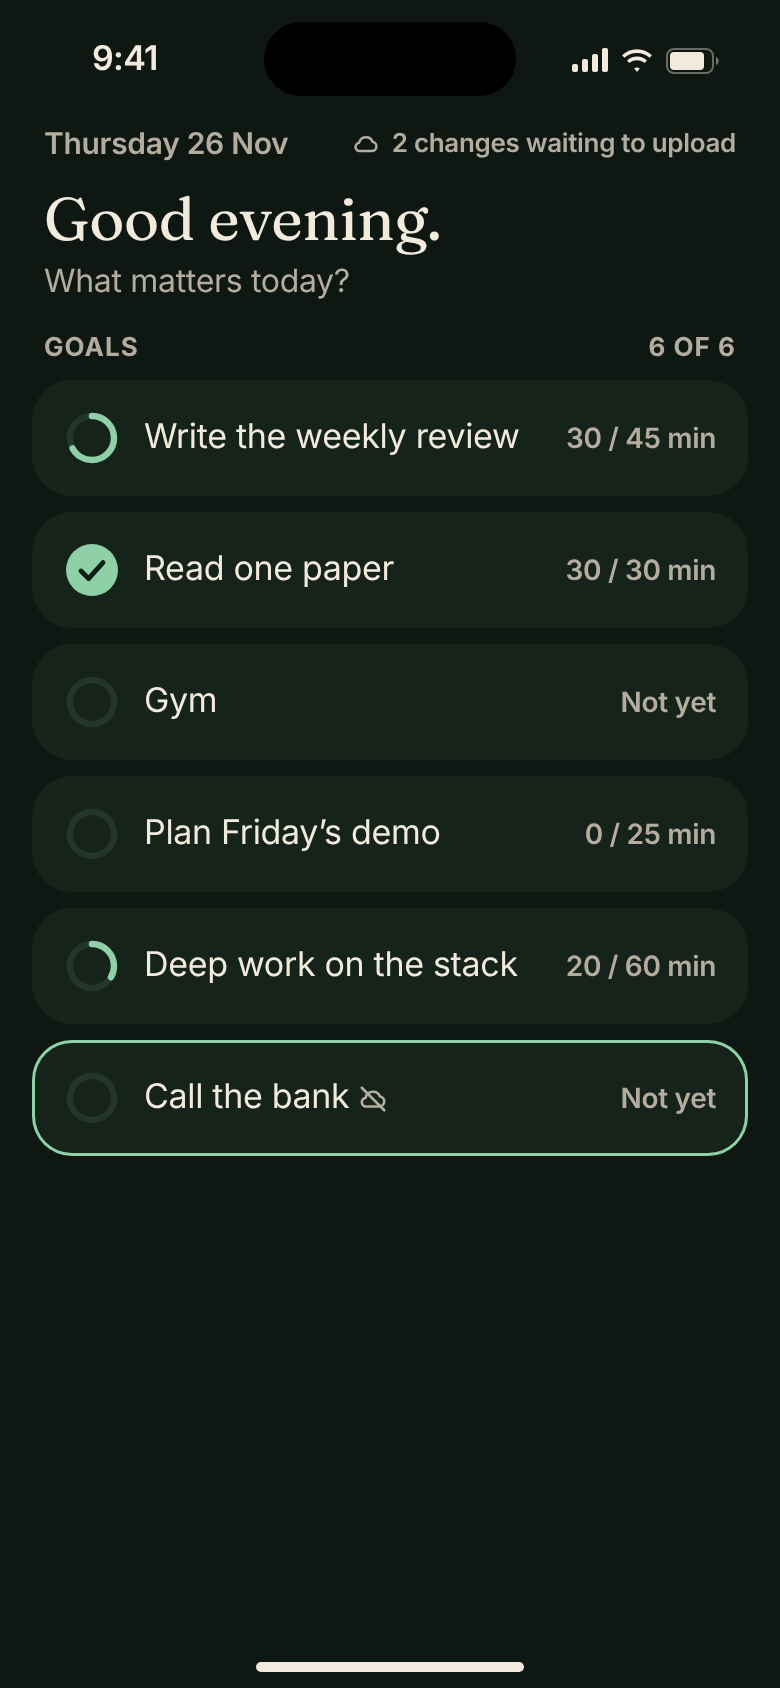 9:41
Thursday 26 Nov
2 changes waiting to upload
Good evening.
What matters today?
GOALS
6 OF 6
Write the weekly review
30 / 45 min
Read one paper
30 / 30 min
Gym
Not yet
Plan Friday’s demo
0 / 25 min
Deep work on the stack
20 / 60 min
Call the bank
Not yet